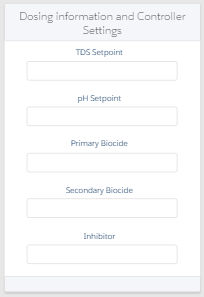 Dosing information and Controller
Settings
TDS Setpoint
pH Setpoint
Primary Biocide
Secondary Biocide
Inhibitor